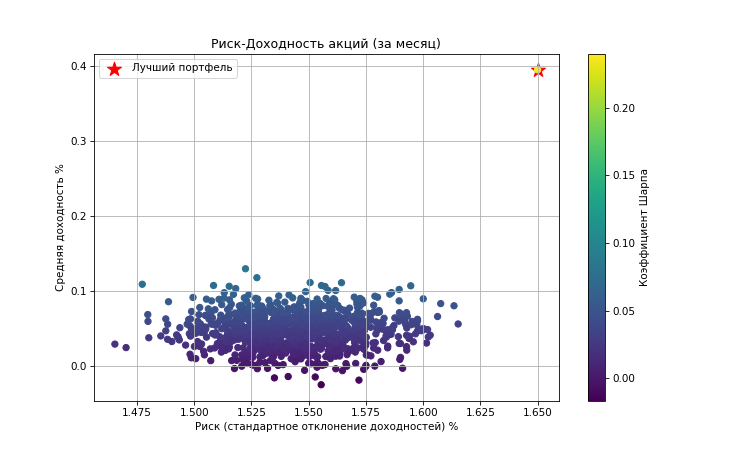 Риск-Доходность акций (за месяц)
Лучший портфель
Средняя доходность %
0.4
0.3
0.2
0.1
0.0
1.475 1.500 1.525 1.550 1.575 1.600 1.625 1.650
Риск (стандартное отклонение доходностей) %
0.20
0.15
0.10
0.05
0.00
Коэффициент Шарпа